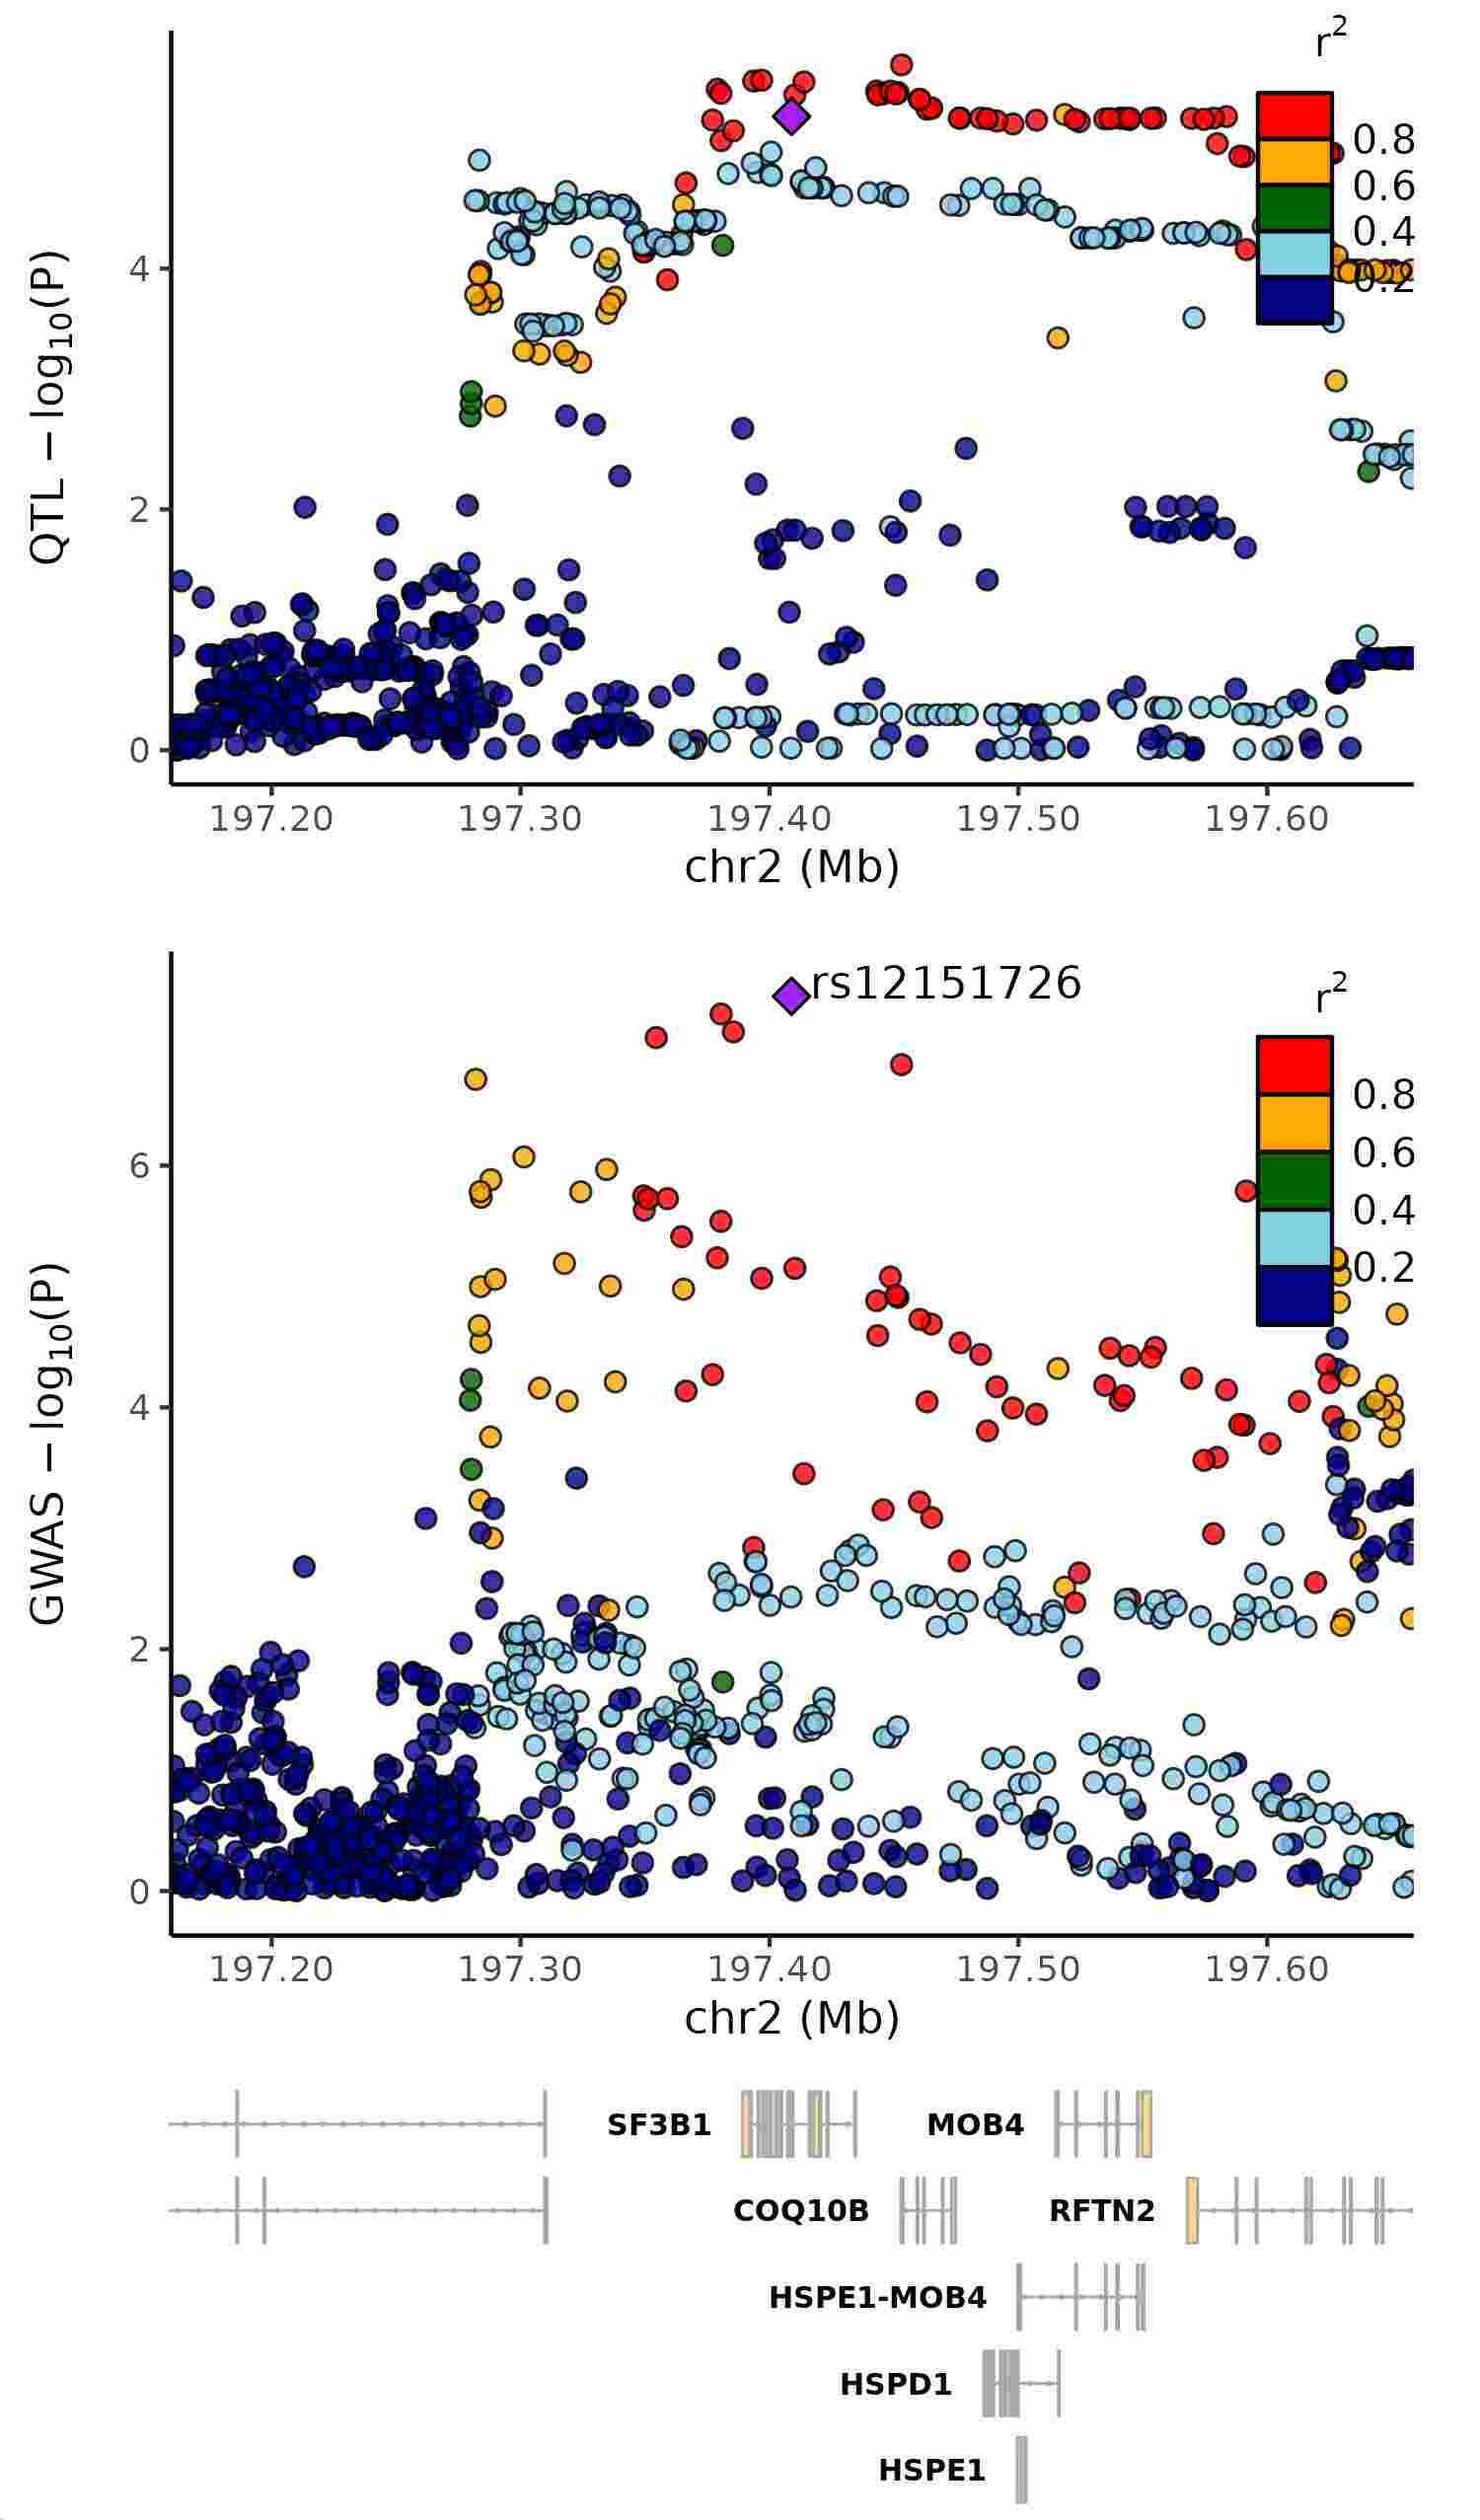 r2
0.8
0.6
0.4
0.2
4
2
0
QTL − log10(P)
197.20 197.30 197.40 197.50 197.60
chr2 (Mb)
rs12151726
r2
0.8
0.6
0.4
0.2
6
4
2
0
GWAS − log10(P)
197.20 197.30 197.40 197.50 197.60
chr2 (Mb)
SF3B1 MOB4
COQ10B RFTN2
HSPE1-MOB4
HSPD1
HSPE1